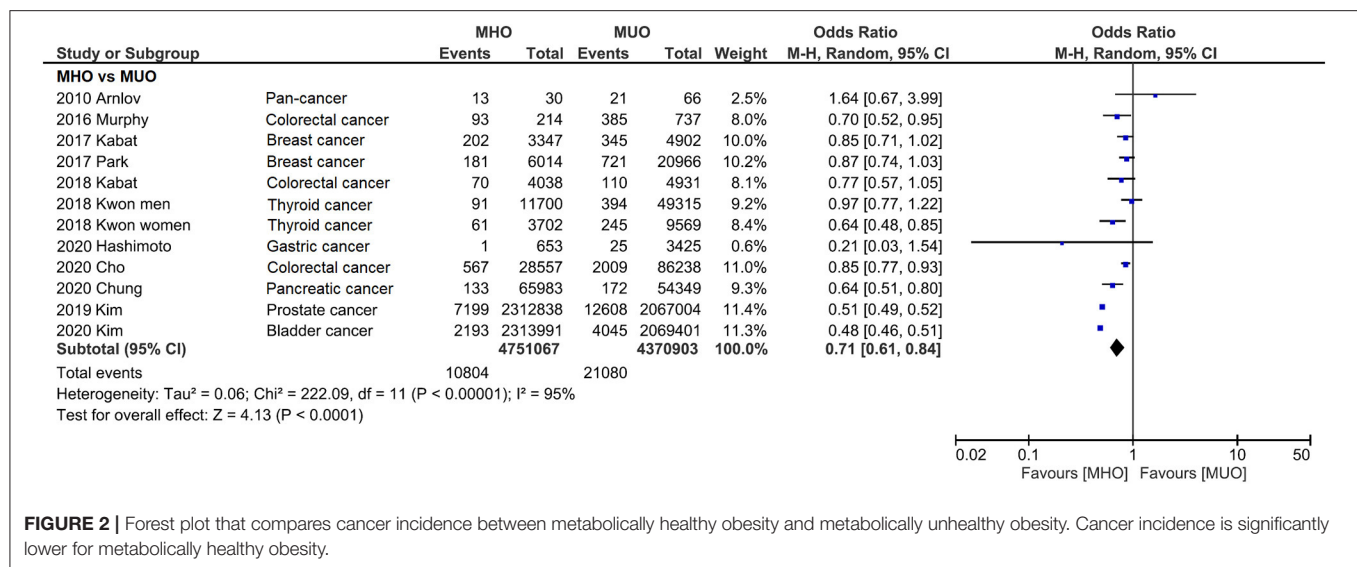 MHO MUO Odds Ratio Odds Ratio
Study or Subgroup Events Total Events Total Weight M-H, Random, 95% CI M-H, Random, 95% CI
MHO vs MUO
2010 Arnlov Pan-cancer 13 30 21 66 2.5% 1.64 [0.67, 3.99]
2016 Murphy Colorectal cancer 93 214 385 737 8.0% 0.70 [0.52, 0.95]
2017 Kabat Breast cancer 202 3347 345 4902 10.0% 0.85 [0.71, 1.02]
2017 Park Breast cancer 181 6014 721 20966 10.2% 0.87 [0.74, 1.03]
2018 Kabat Colorectal cancer 70 4038 110 4931 8.1% 0.77 [0.57, 1.05]
2018 Kwon men Thyroid cancer 91 11700 394 49315 9.2% 0.97 [0.77, 1.22]
2018 Kwon women Thyroid cancer 61 3702 245 9569 8.4% 0.64 [0.48, 0.85]
2020 Hashimoto Gastric cancer 1 653 25 3425 0.6% 0.21 [0.03, 1.54]
2020 Cho Colorectal cancer 567 28557 2009 86238 11.0% 0.85 [0.77, 0.93]
2020 Chung Pancreatic cancer 133 65983 172 54349 9.3% 0.64 [0.51, 0.80]
2019 Kim Prostate cancer 7199 2312838 12608 2067004 11.4% 0.51 [0.49, 0.52]
2020 Kim Bladder cancer 2193 2313991 4045 2069401 11.3% 0.48 [0.46, 0.51]
Subtotal (95% CI) 4751067 4370903 100.0% 0.71 [0.61, 0.84]
Total events 10804 21080
Heterogeneity: Tau² = 0.06; Chi² = 222.09, df = 11 (P < 0.00001); I² = 95%
Test for overall effect: Z = 4.13 (P < 0.0001)
0.02 0.1 1 10 50
Favours [MHO] Favours [MUO]
FIGURE 2 | Forest plot that compares cancer incidence between metabolically healthy obesity and metabolically unhealthy obesity. Cancer incidence is significantly
lower for metabolically healthy obesity.